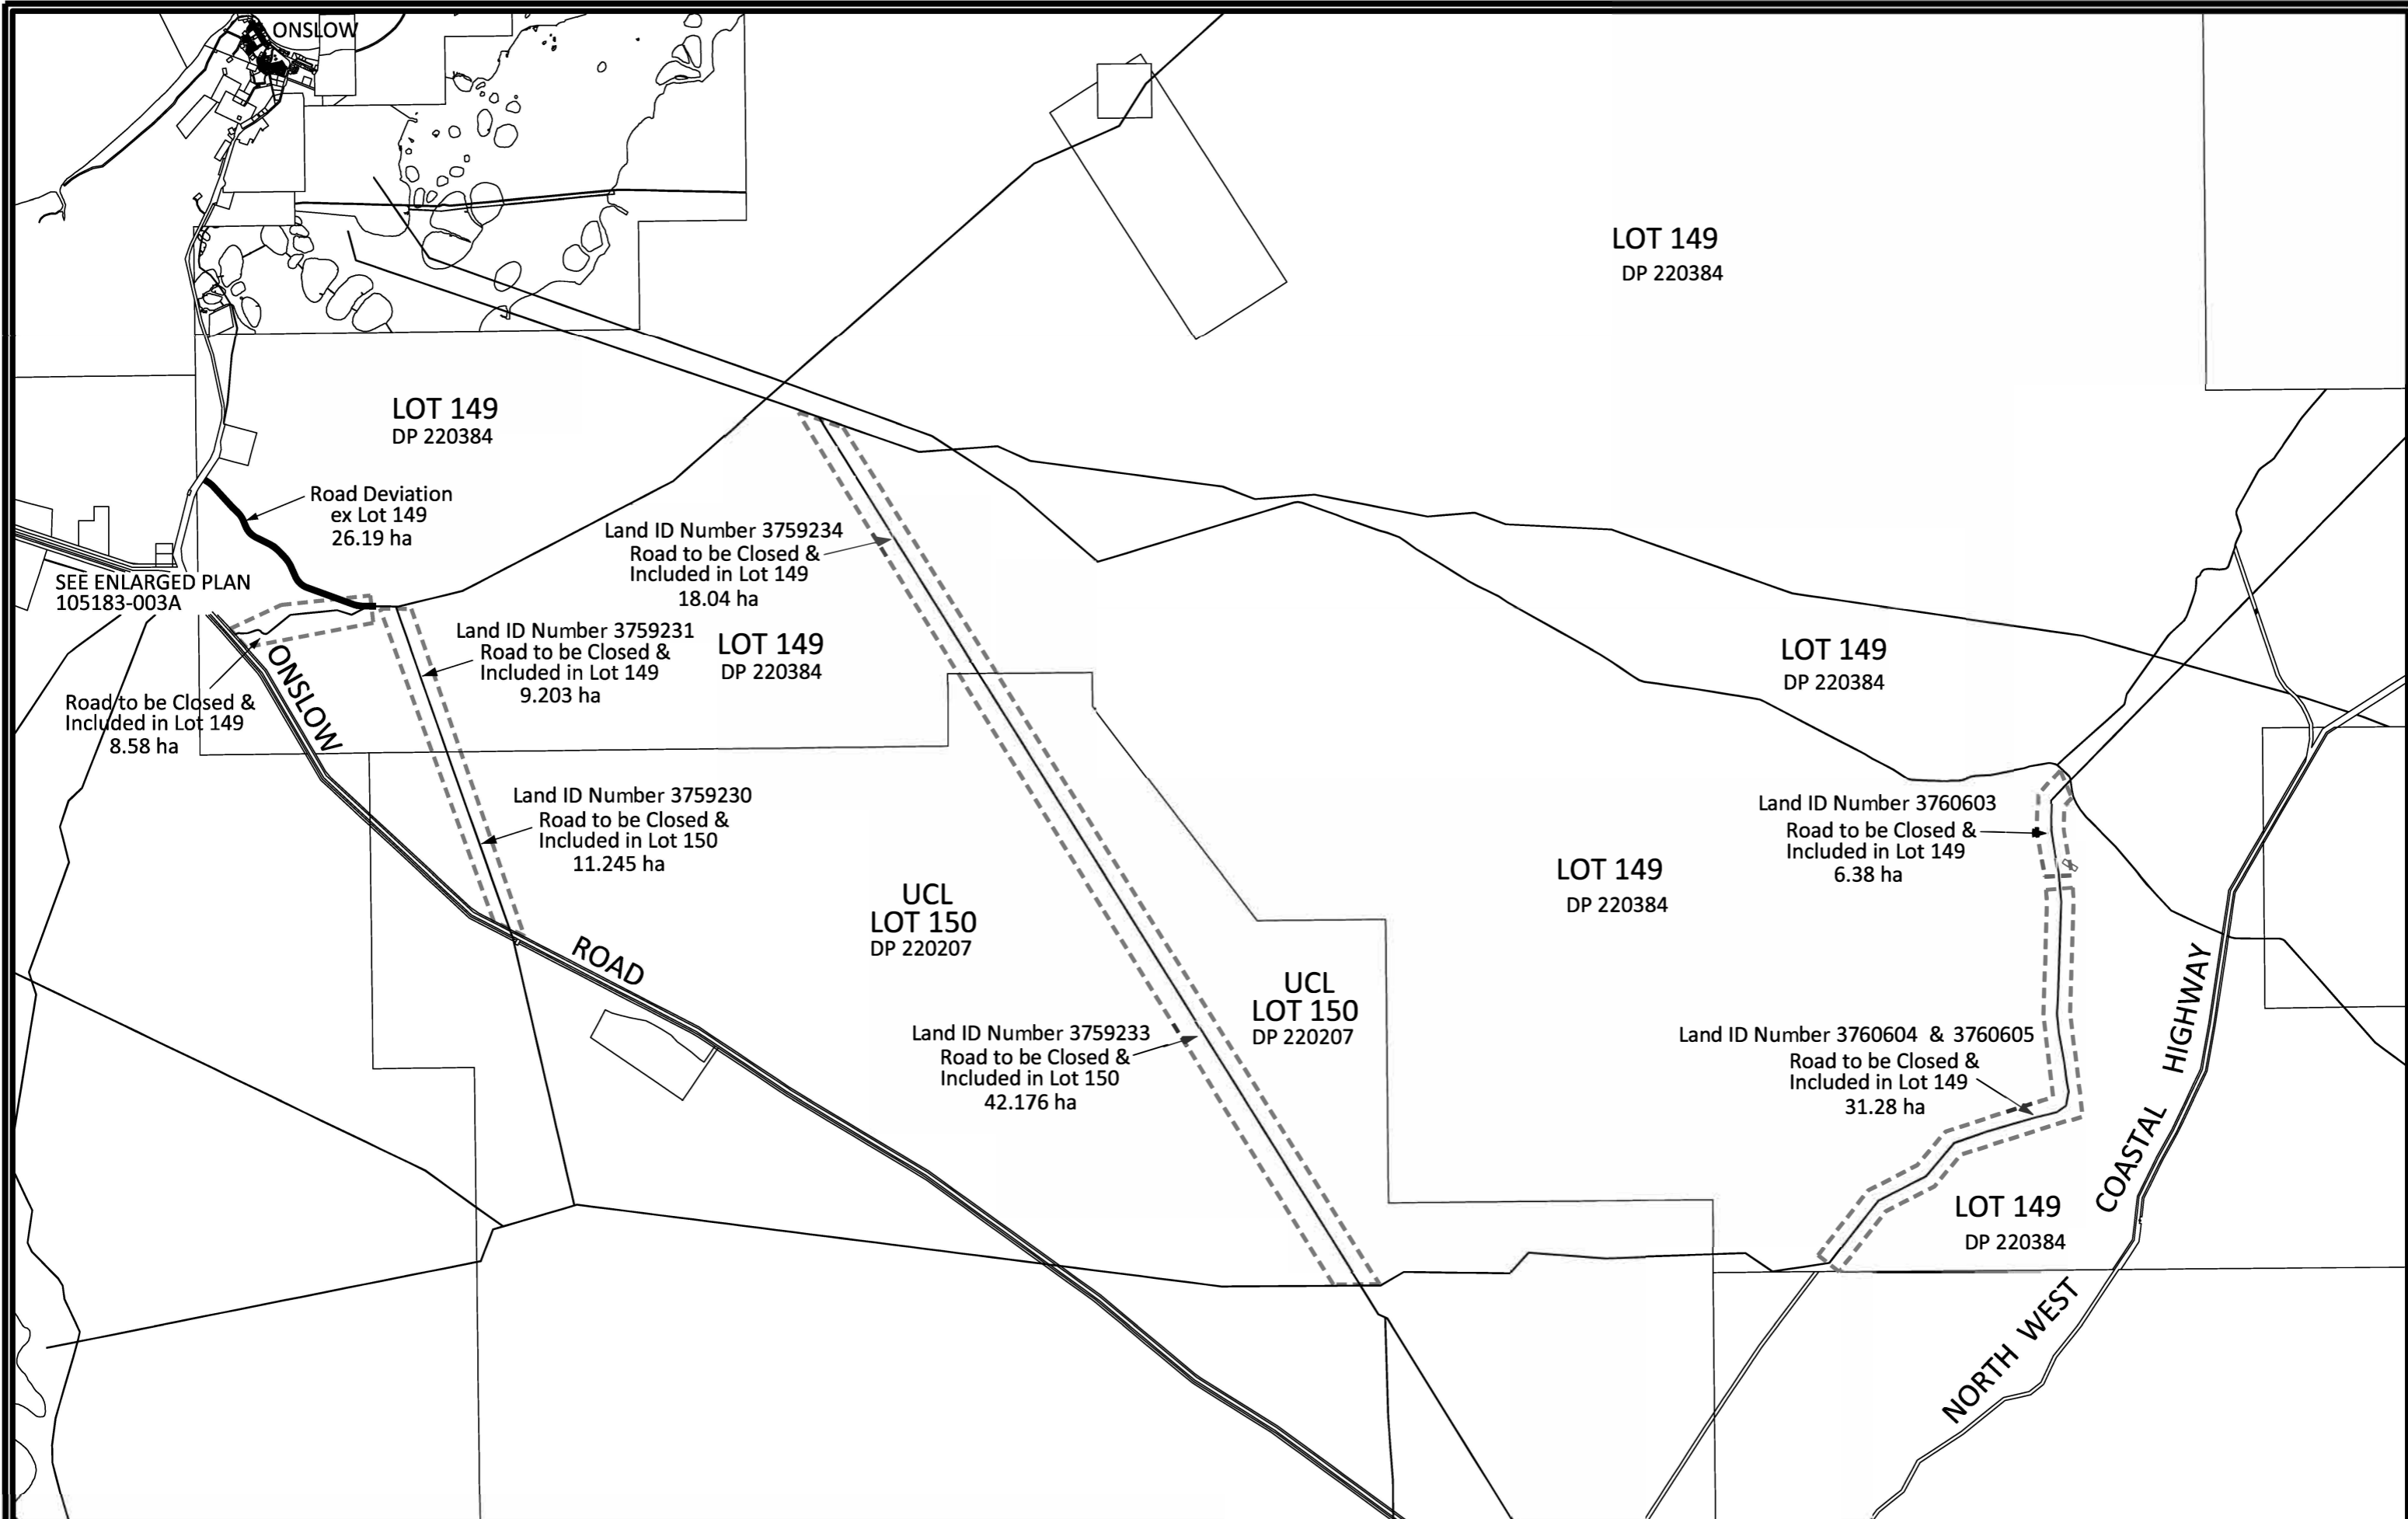 ONSLOW
LOT 149
DP 220384
LOT 149
DP 220384
Road Deviation
ex Lot 149
26.19 ha
Land ID Number 3759234
Road to be Closed &
Included in Lot 149
18.04 ha
SEE ENLARGED PLAN
105183-003A
Land ID Number 3759231
Road to be Closed &
Included in Lot 149
9.203 ha
LOT 149
DP 220384
LOT 149
DP 220384
Road to be Closed &
Included in Lot 149
8.58 ha
ONSLOW
ROAD
Land ID Number 3759230
Road to be Closed &
Included in Lot 150
11.245 ha
Land ID Number 3760603
Road to be Closed &
Included in Lot 149
6.38 ha
LOT 149
DP 220384
UCL
LOT 150
DP 220207
UCL
LOT 150
DP 220207
Land ID Number 3759233
Road to be Closed &
Included in Lot 150
42.176 ha
Land ID Number 3760604 & 3760605
Road to be Closed &
Included in Lot 149
31.28 ha
LOT 149
DP 220384
NORTH WEST
COASTAL
HIGHWAY